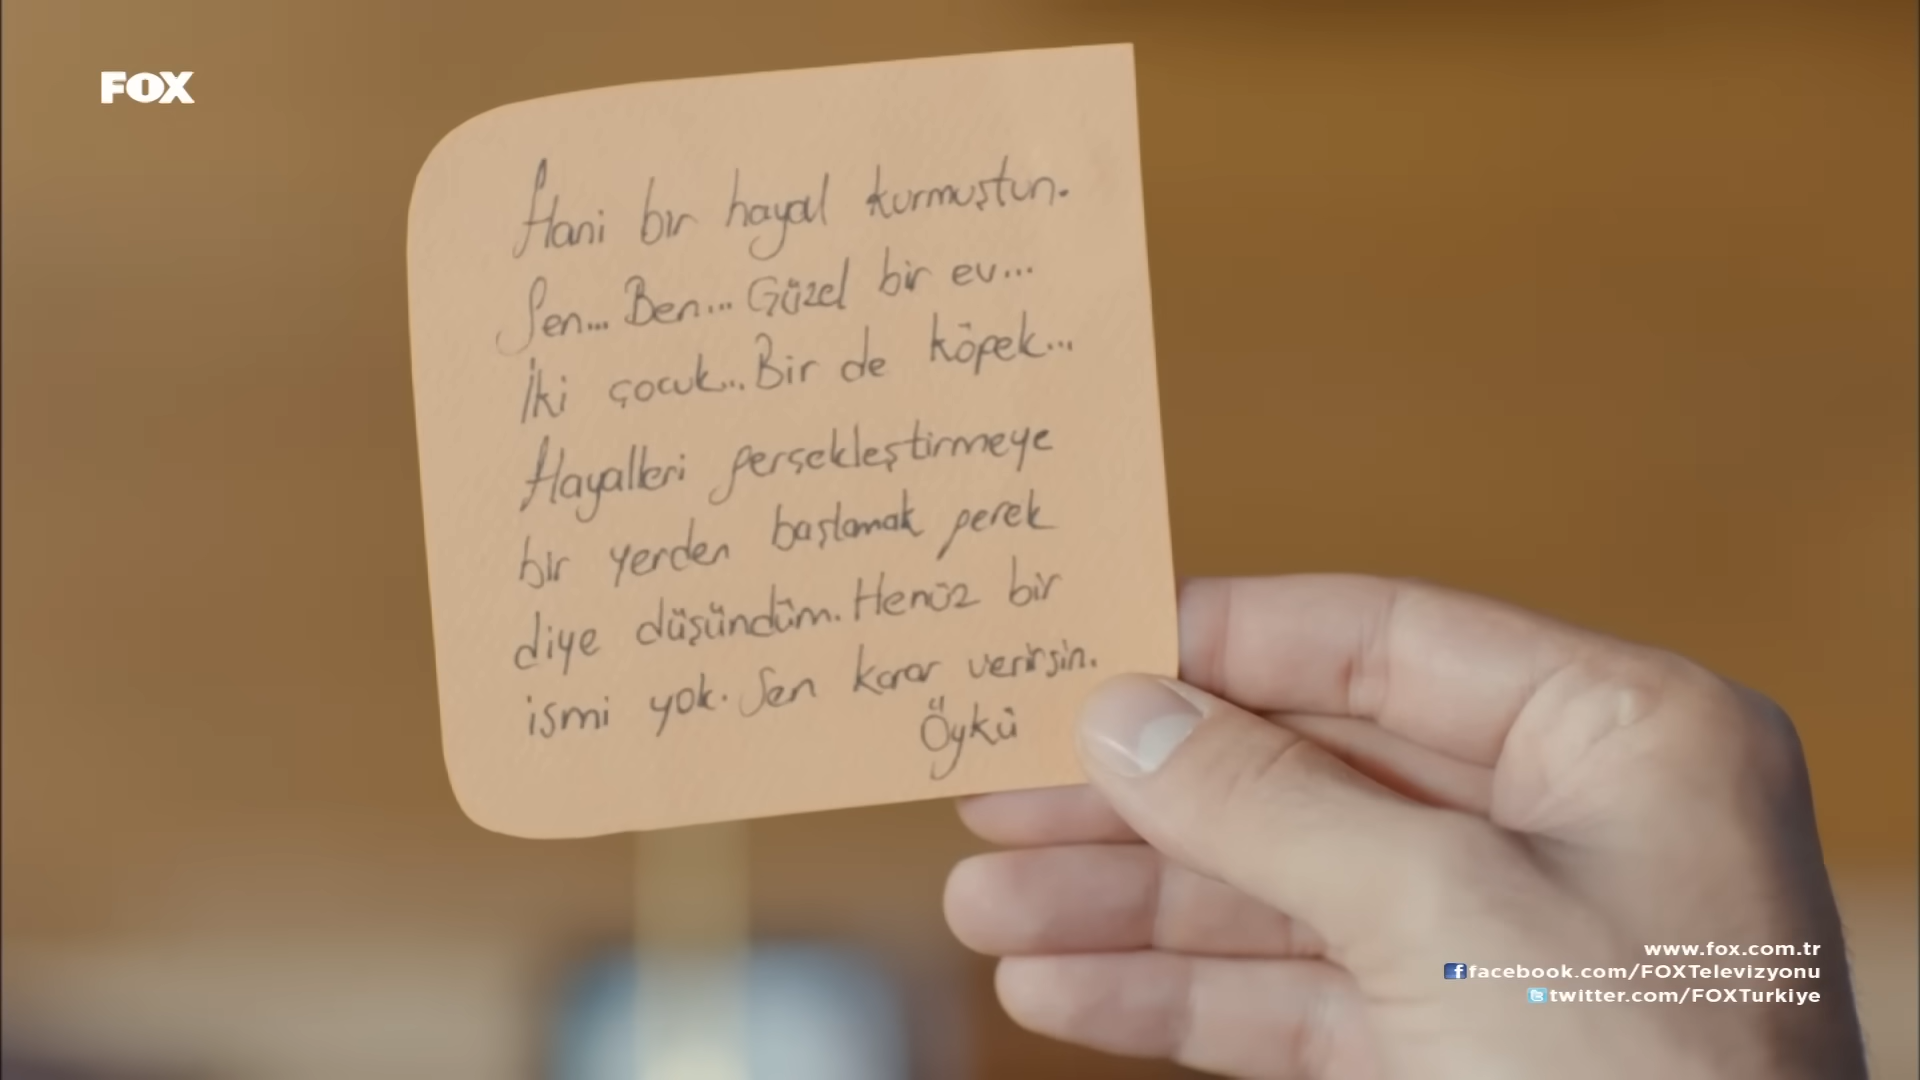 FOX
Hani bir hayal kurmuştun.
Sen... Ben... Güzel bir ev...
İki çocuk... Bir de köpek...
Hayalleri gerçekleştirmeye
bir yerden başlamak gerek
diye düşündüm. Henüz bir
ismi yok. Sen karar verirsin.
Öykü
www.fox.com.tr
facebook.com/FOXTelevizyonu
twitter.com/FOXTurkiye